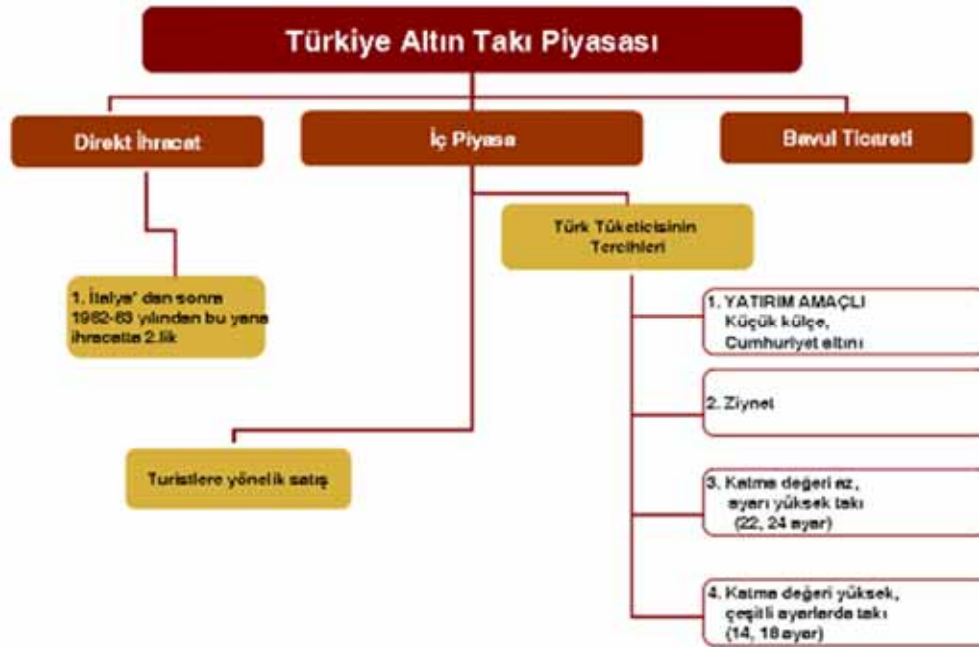 Türkiye Altın Takı Piyasası
Direkt İhracat
İç Piyasa
Bavul Ticareti
Türk Tüketicisinin
Tercihleri
1. İtalya' dan sonra
1982-83 yılından bu yana
ihracatta 2.lik
1. YATIRIM AMAÇLI
Küçük külçe,
Cumhuriyet altını
2. Ziynet
Turistlere yönelik satış
3. Katma değeri az,
ayarı yüksek takı
(22, 24 ayar)
4. Katma değeri yüksek,
çeşitli ayarlarda takı
(14, 18 ayar)